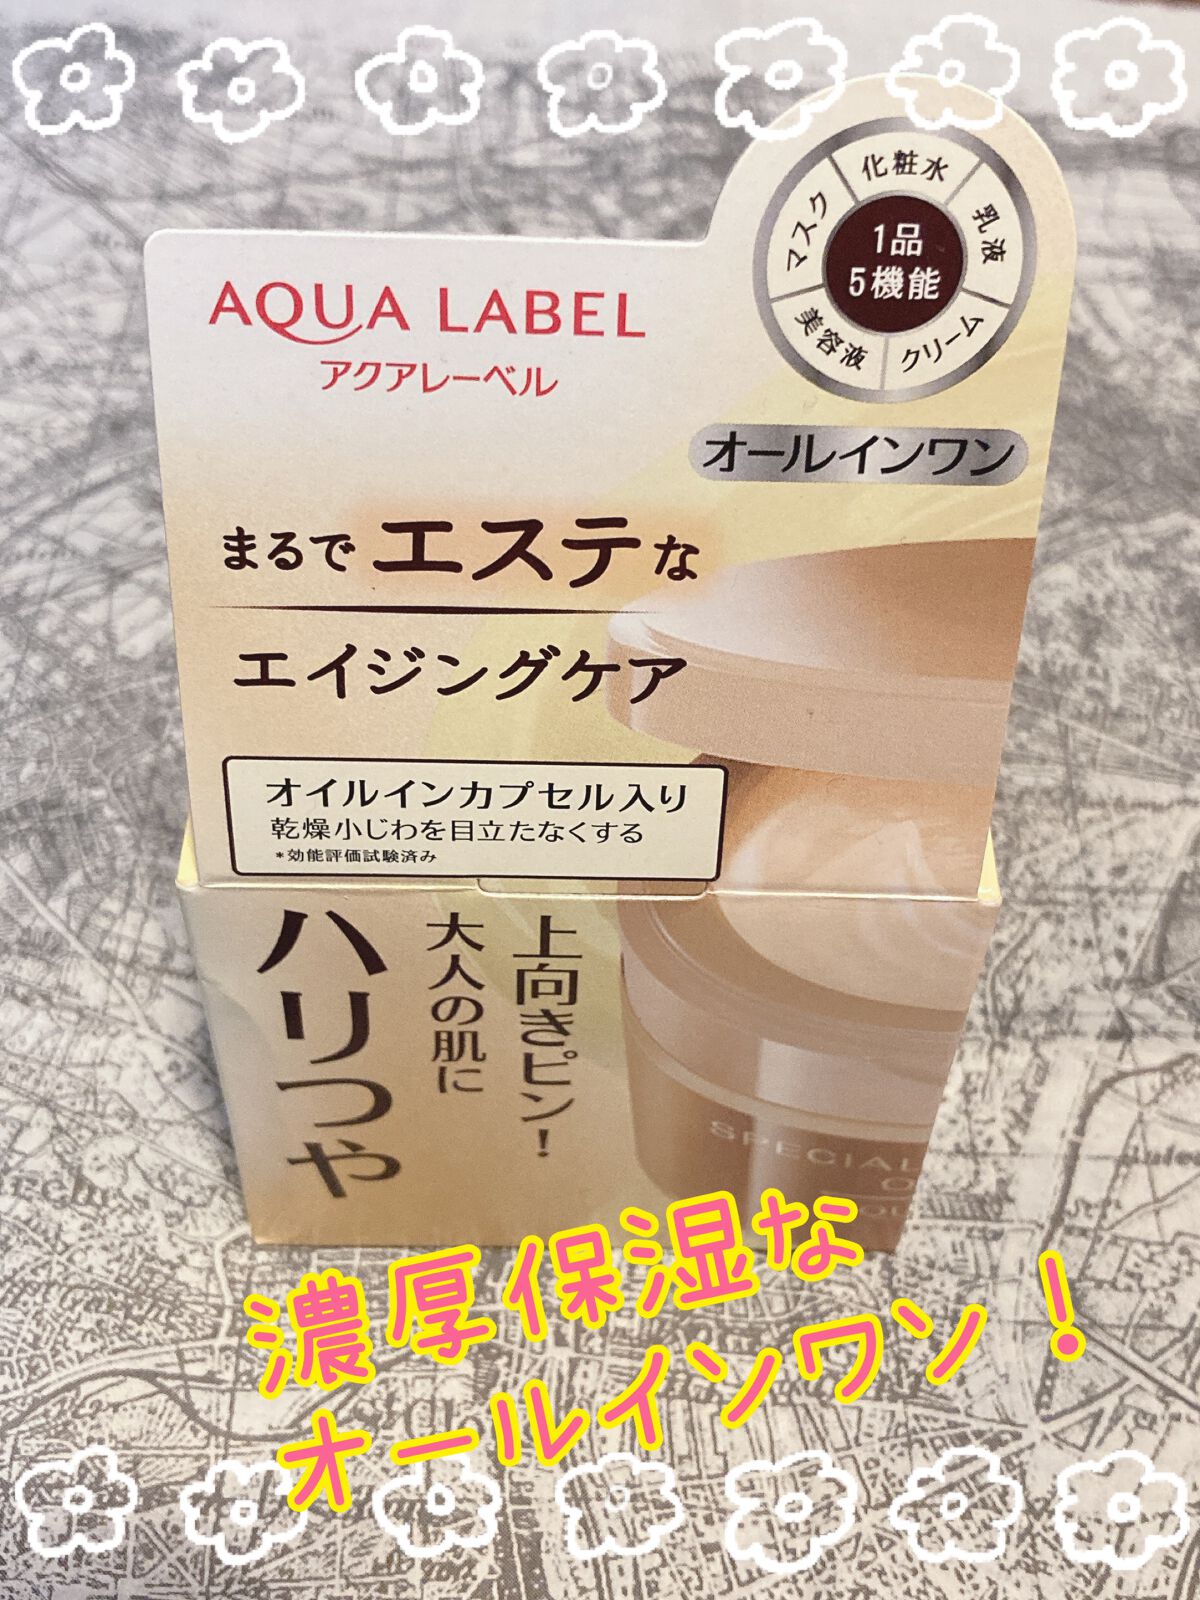 化粧水
乳液
クリーム
美容液
マスク
1品
5機能
AQUA LABEL
アクアレーベル
オールインワン
まるでエステな
エイジングケア
オイルインカプセル入り
乾燥小じわを目立たなくする
*効能評価試験済み
上向きピン!
大人の肌に
ハリつや
SPECIAL
濃厚保湿な
オールインワン!